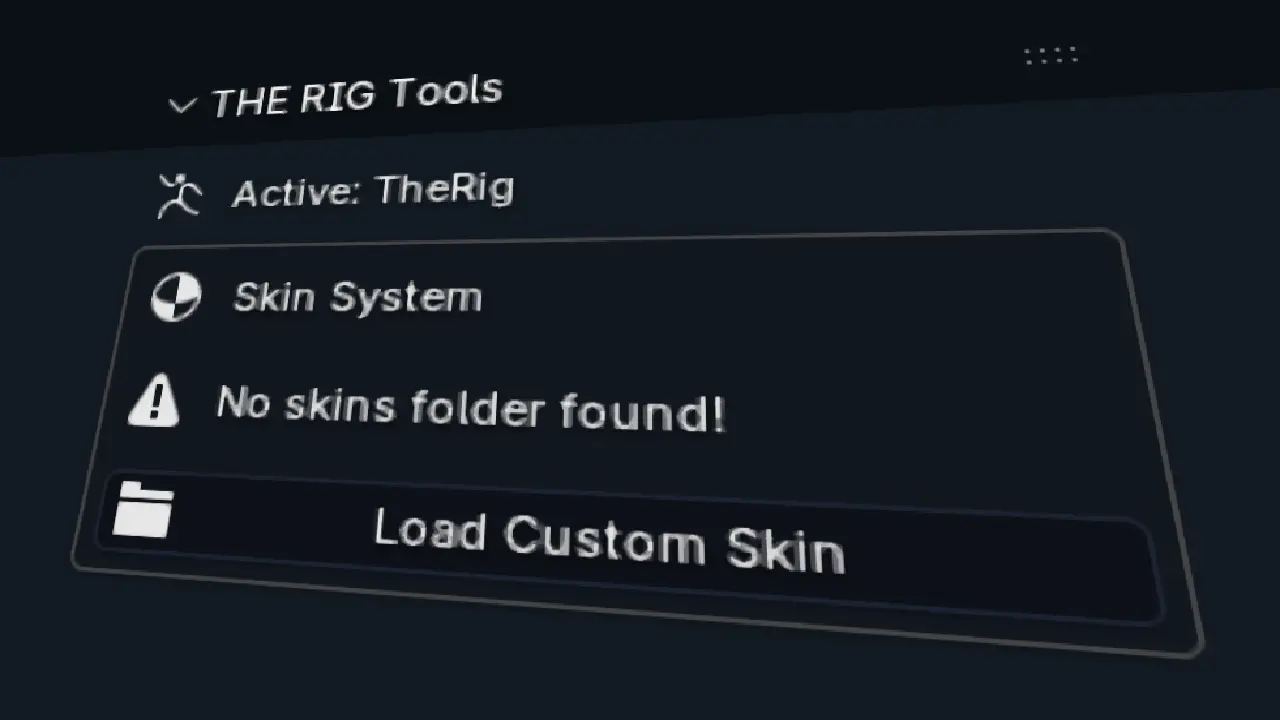 THE RIG Tools
Active: TheRig
Skin System
No skins folder found!
Load Custom Skin